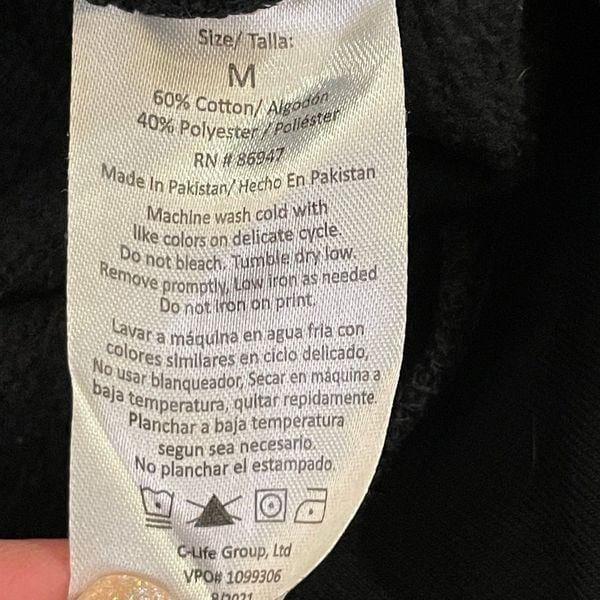 Size/ Talla:
M
60% Cotton/ Algodón
40% Polyester / Poliéster
RN # 86947
Made In Pakistan/ Hecho En Pakistan
Machine wash cold with
like colors on delicate cycle.
Do not bleach. Tumble dry low.
Remove promptly, Low iron as needed
Do not iron on print.
Lavar a máquina en agua fria con
colores similares en ciclo delicado,
No usar blanqueador, Secar en máquina a
baja temperatura, quitar repidamente.
Planchar a baja temperatura
segun sea necesario.
No planchar el estampado.
C-Life Group, Ltd
VPO# 1099306
8/2021